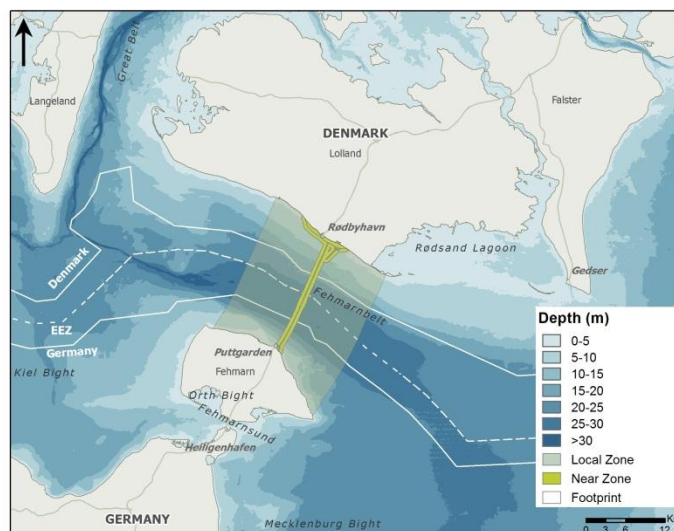 Great Belt
Langeland
DENMARK
Lolland
Falster
Rødbyhavn
Rødsand Lagoon
Gedser
Denmark
Fehmarnbelt
EEZ
Germany
Puttgarden
Fehmarn
Kiel Bight
Orth Bight
Fehmarnsund
Heiligenhafen
GERMANY
Mecklenburg Bight
Depth (m)
0-5
5-10
10-15
15-20
20-25
25-30
>30
Local Zone
Near Zone
Footprint
0 3 6 12